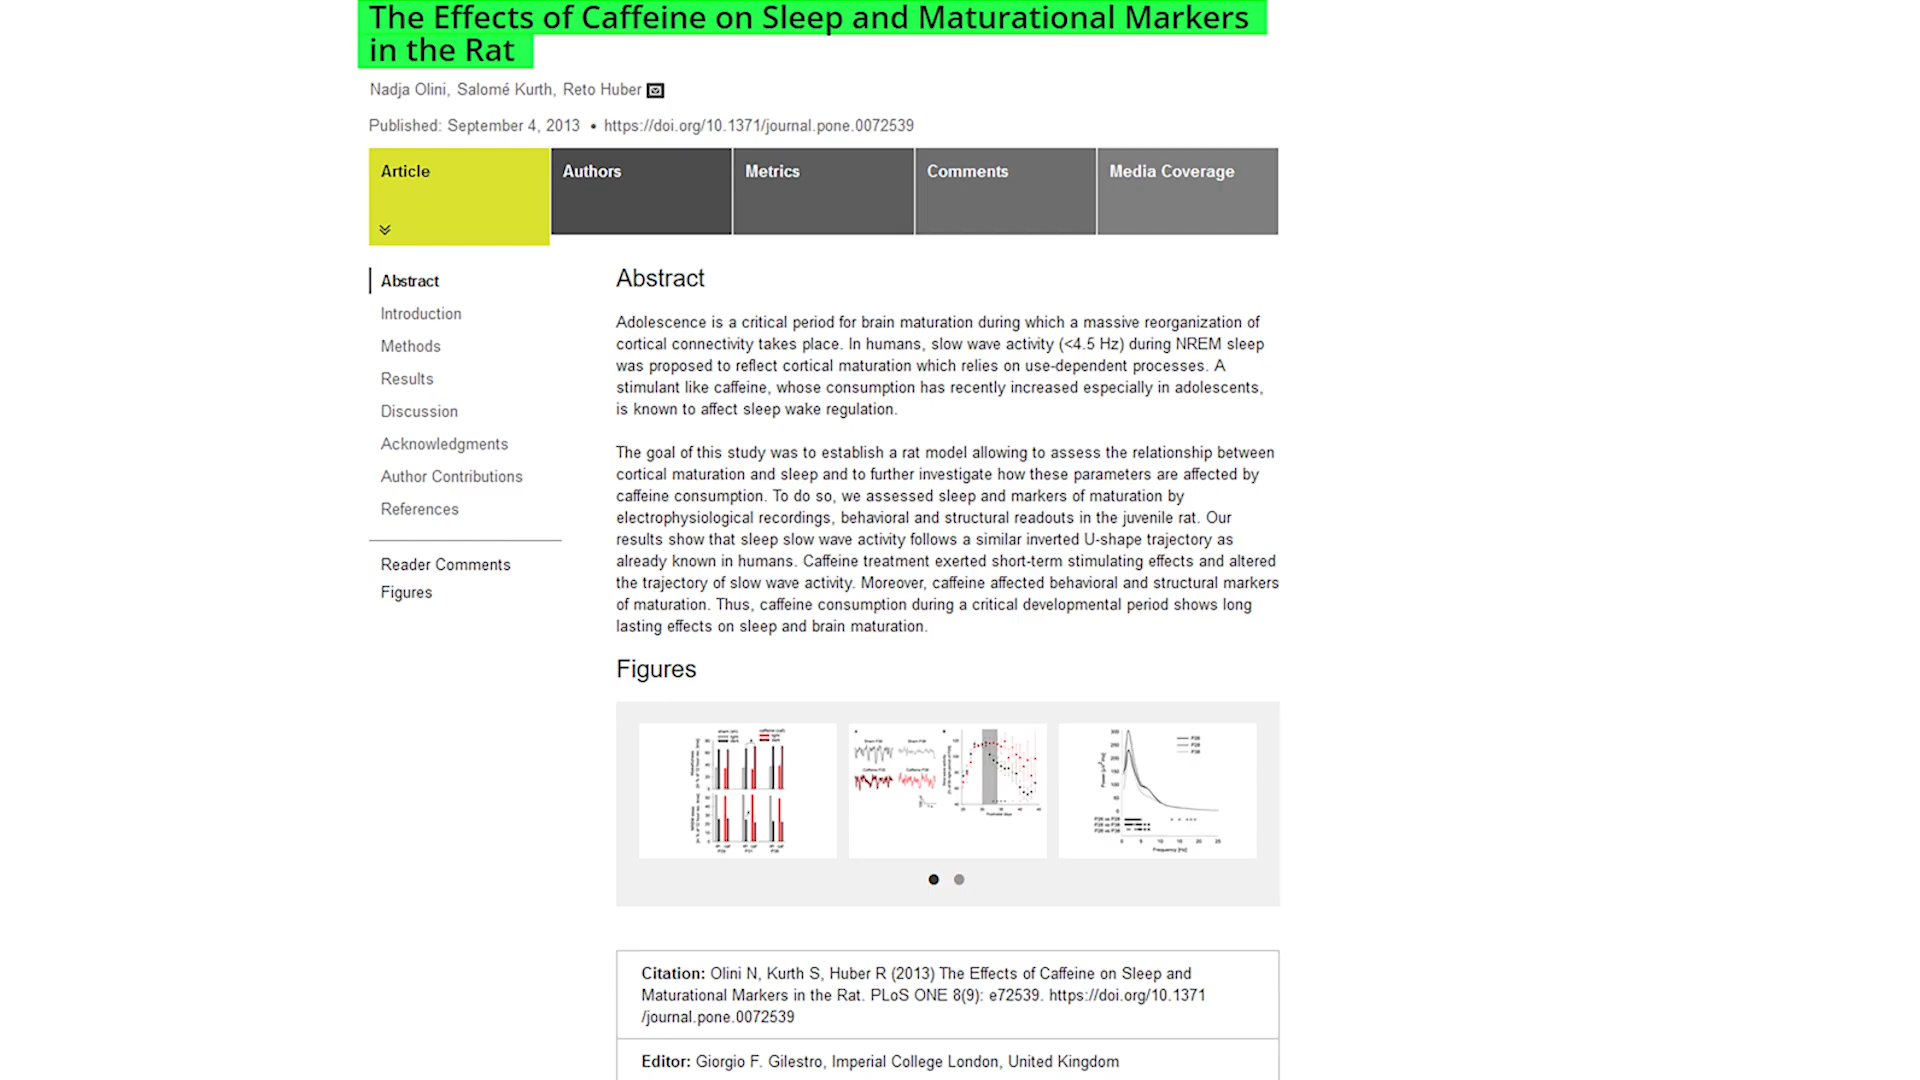 The Effects of Caffeine on Sleep and Maturational Markers
in the Rat
Nadja Olini, Salomé Kurth, Reto Huber
Published: September 4, 2013 • https://doi.org/10.1371/journal.pone.0072539
Article
Authors
Metrics
Comments
Media Coverage
Abstract
Introduction
Methods
Results
Discussion
Acknowledgments
Author Contributions
References
Reader Comments
Figures
Abstract
Adolescence is a critical period for brain maturation during which a massive reorganization of
cortical connectivity takes place. In humans, slow wave activity (<4.5 Hz) during NREM sleep
was proposed to reflect cortical maturation which relies on use-dependent processes. A
stimulant like caffeine, whose consumption has recently increased especially in adolescents,
is known to affect sleep wake regulation.
The goal of this study was to establish a rat model allowing to assess the relationship between
cortical maturation and sleep and to further investigate how these parameters are affected by
caffeine consumption. To do so, we assessed sleep and markers of maturation by
electrophysiological recordings, behavioral and structural readouts in the juvenile rat. Our
results show that sleep slow wave activity follows a similar inverted U-shape trajectory as
already known in humans. Caffeine treatment exerted short-term stimulating effects and altered
the trajectory of slow wave activity. Moreover, caffeine affected behavioral and structural markers
of maturation. Thus, caffeine consumption during a critical developmental period shows long
lasting effects on sleep and brain maturation.
Figures
Frequency [Hz]
Citation: Olini N, Kurth S, Huber R (2013) The Effects of Caffeine on Sleep and
Maturational Markers in the Rat. PLoS ONE 8(9): e72539. https://doi.org/10.1371
/journal.pone.0072539
Editor: Giorgio F. Gilestro, Imperial College London, United Kingdom